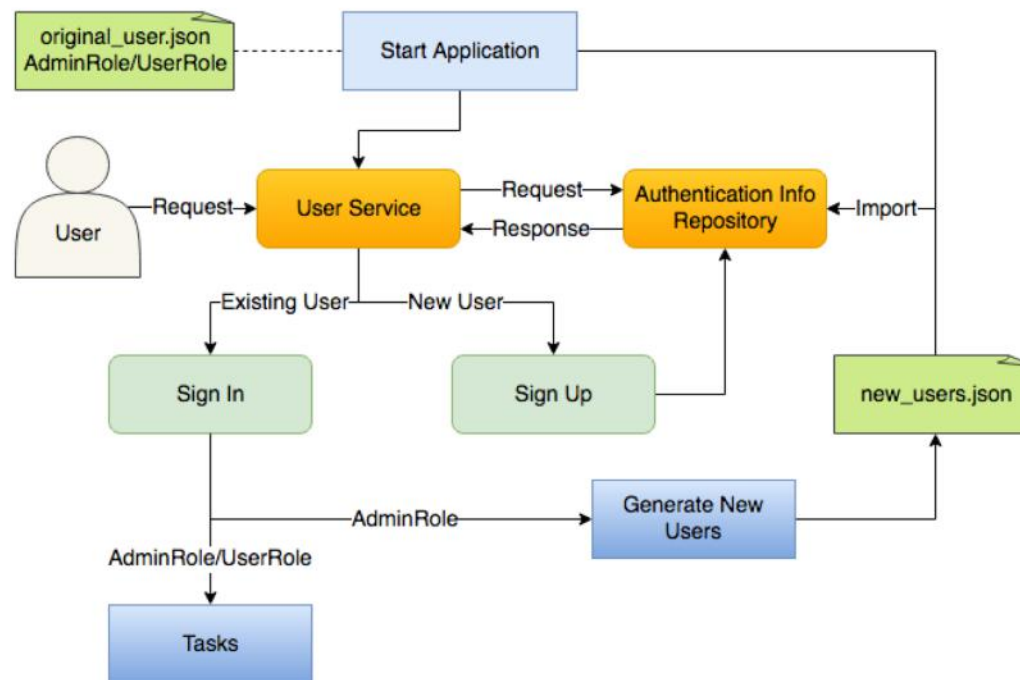 original_user.json
AdminRole/UserRole
Start Application
User
Request
User Service
Request
Response
Authentication Info
Repository
Import
Existing User
New User
Sign In
Sign Up
new_users.json
AdminRole
Generate New
Users
AdminRole/UserRole
Tasks